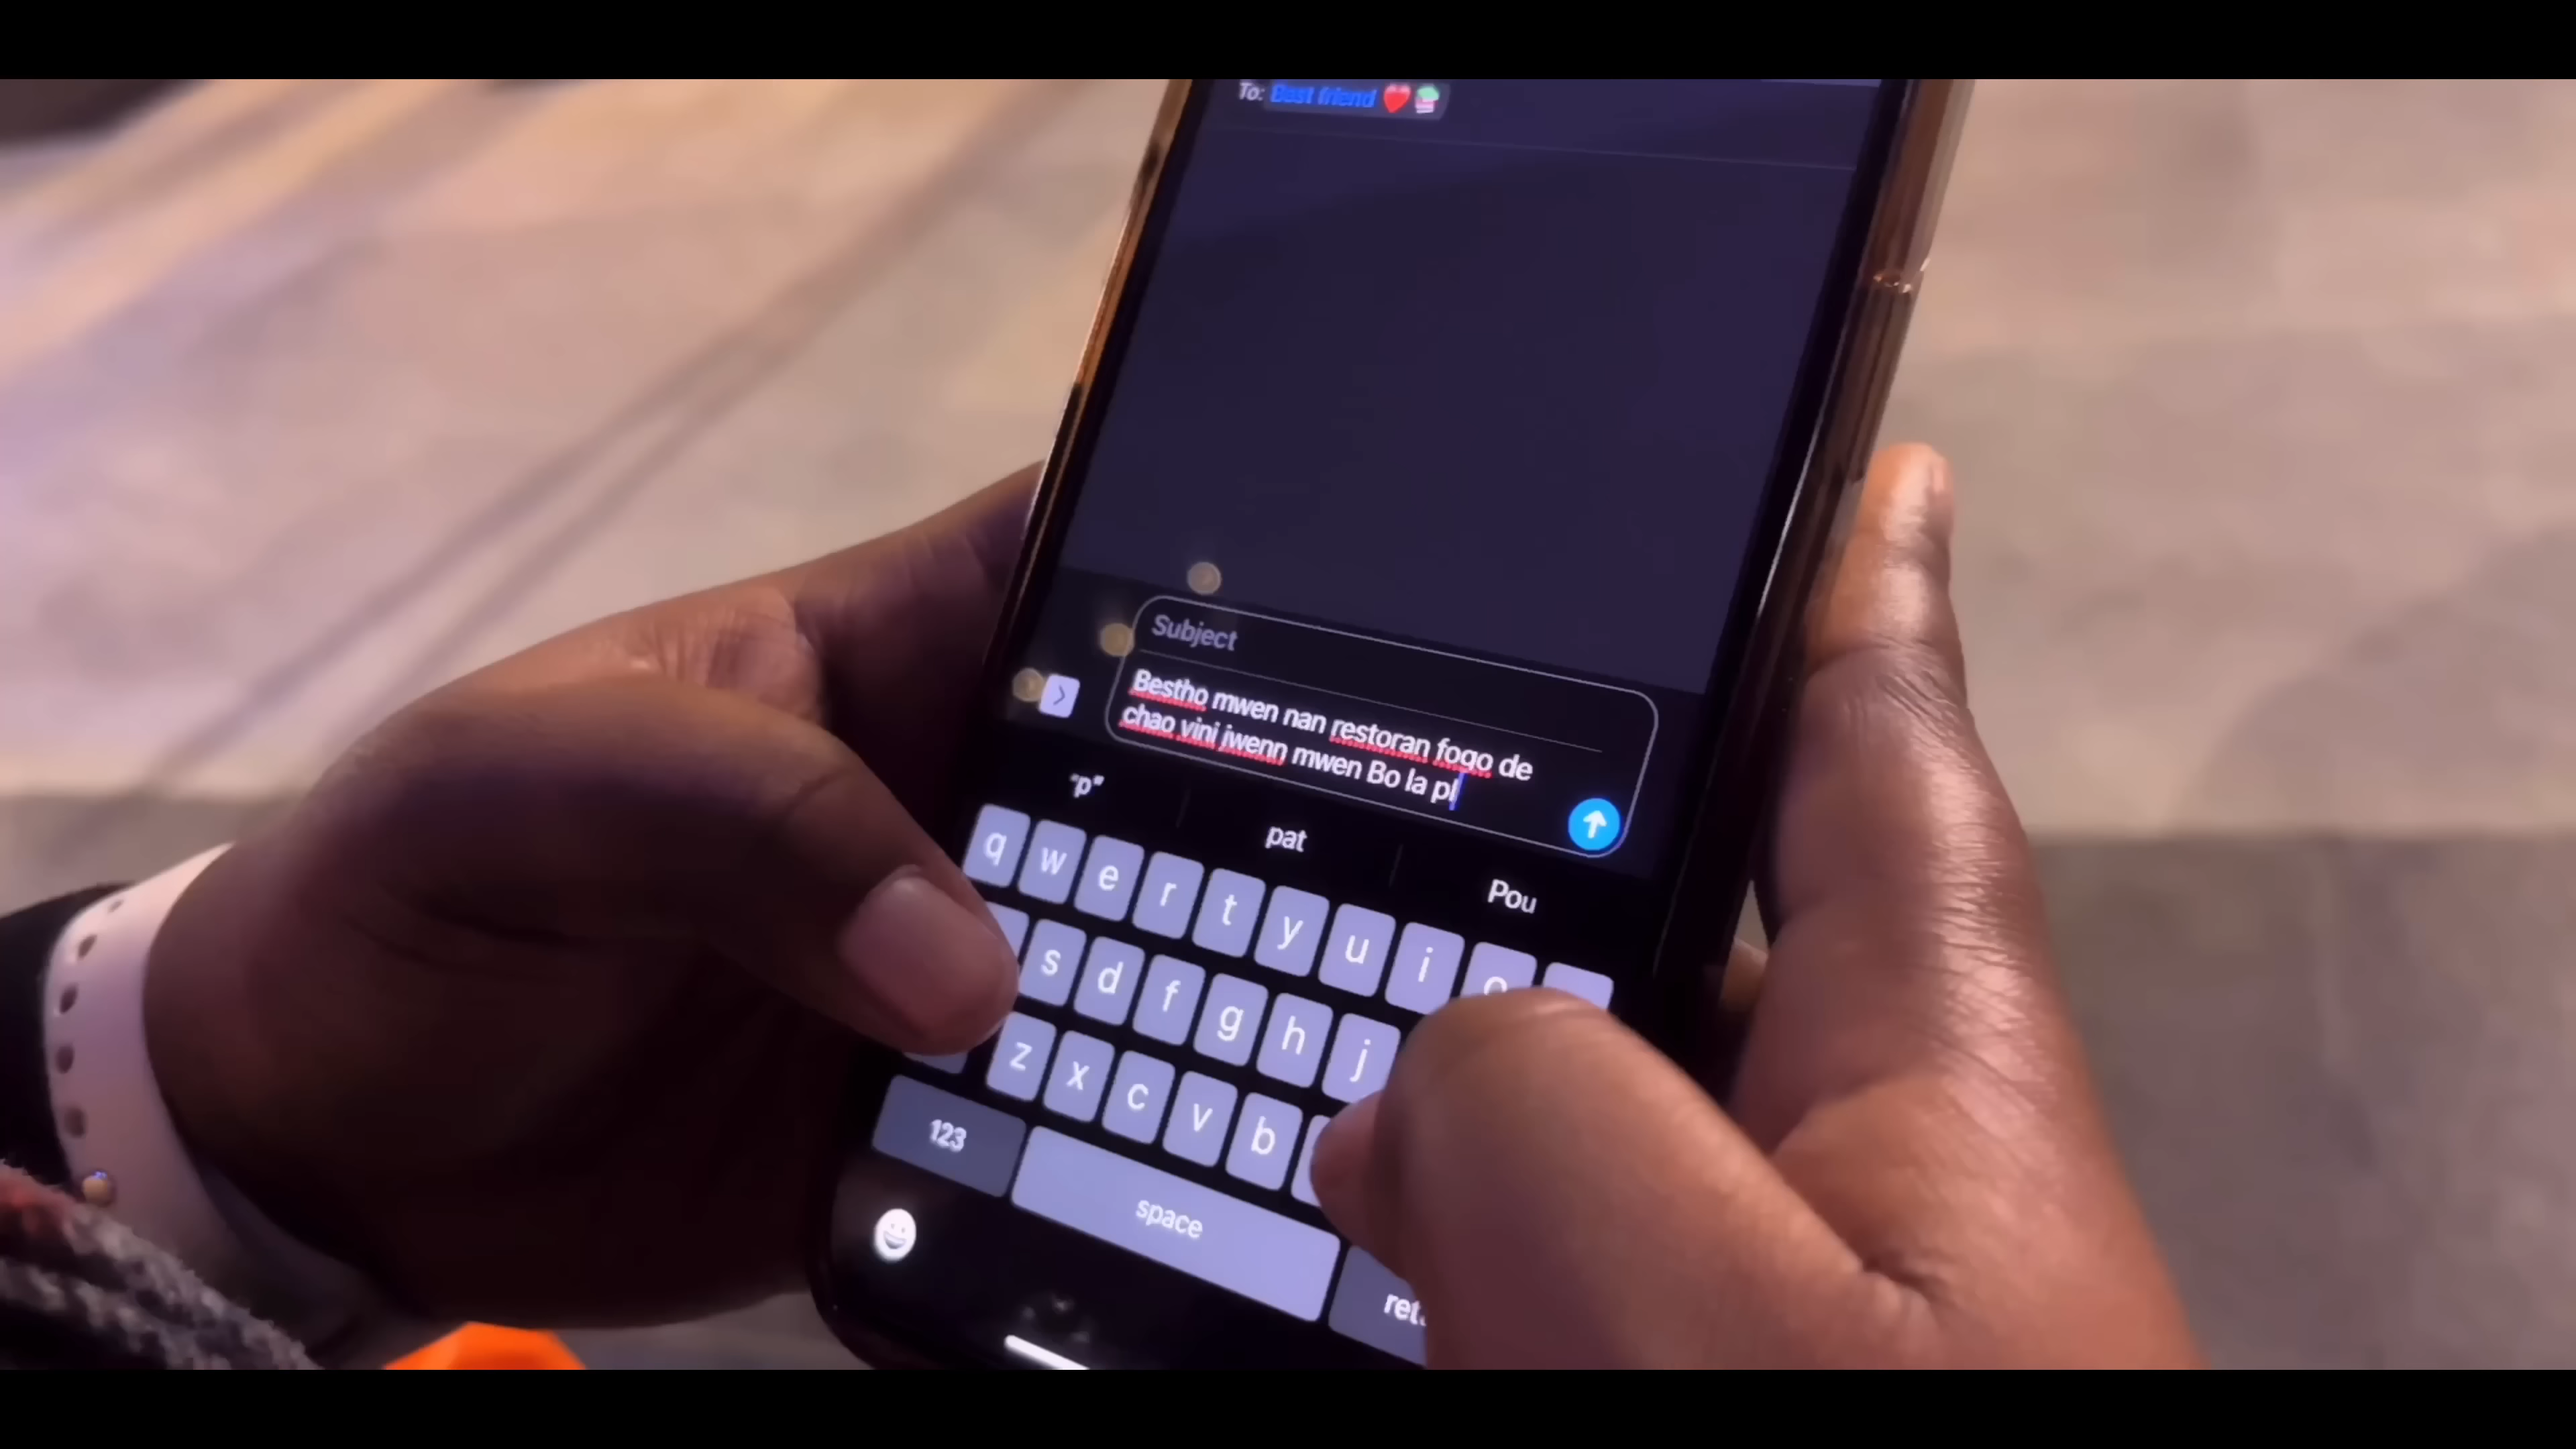 To: Best friend ❤️
Subject
Bestho mwen nan restoran fogo de
chao vini jwenn mwen Bo la pl
"p" pat Pou
q w e r t y u i o
s d f g h j
z x c v b
123 space